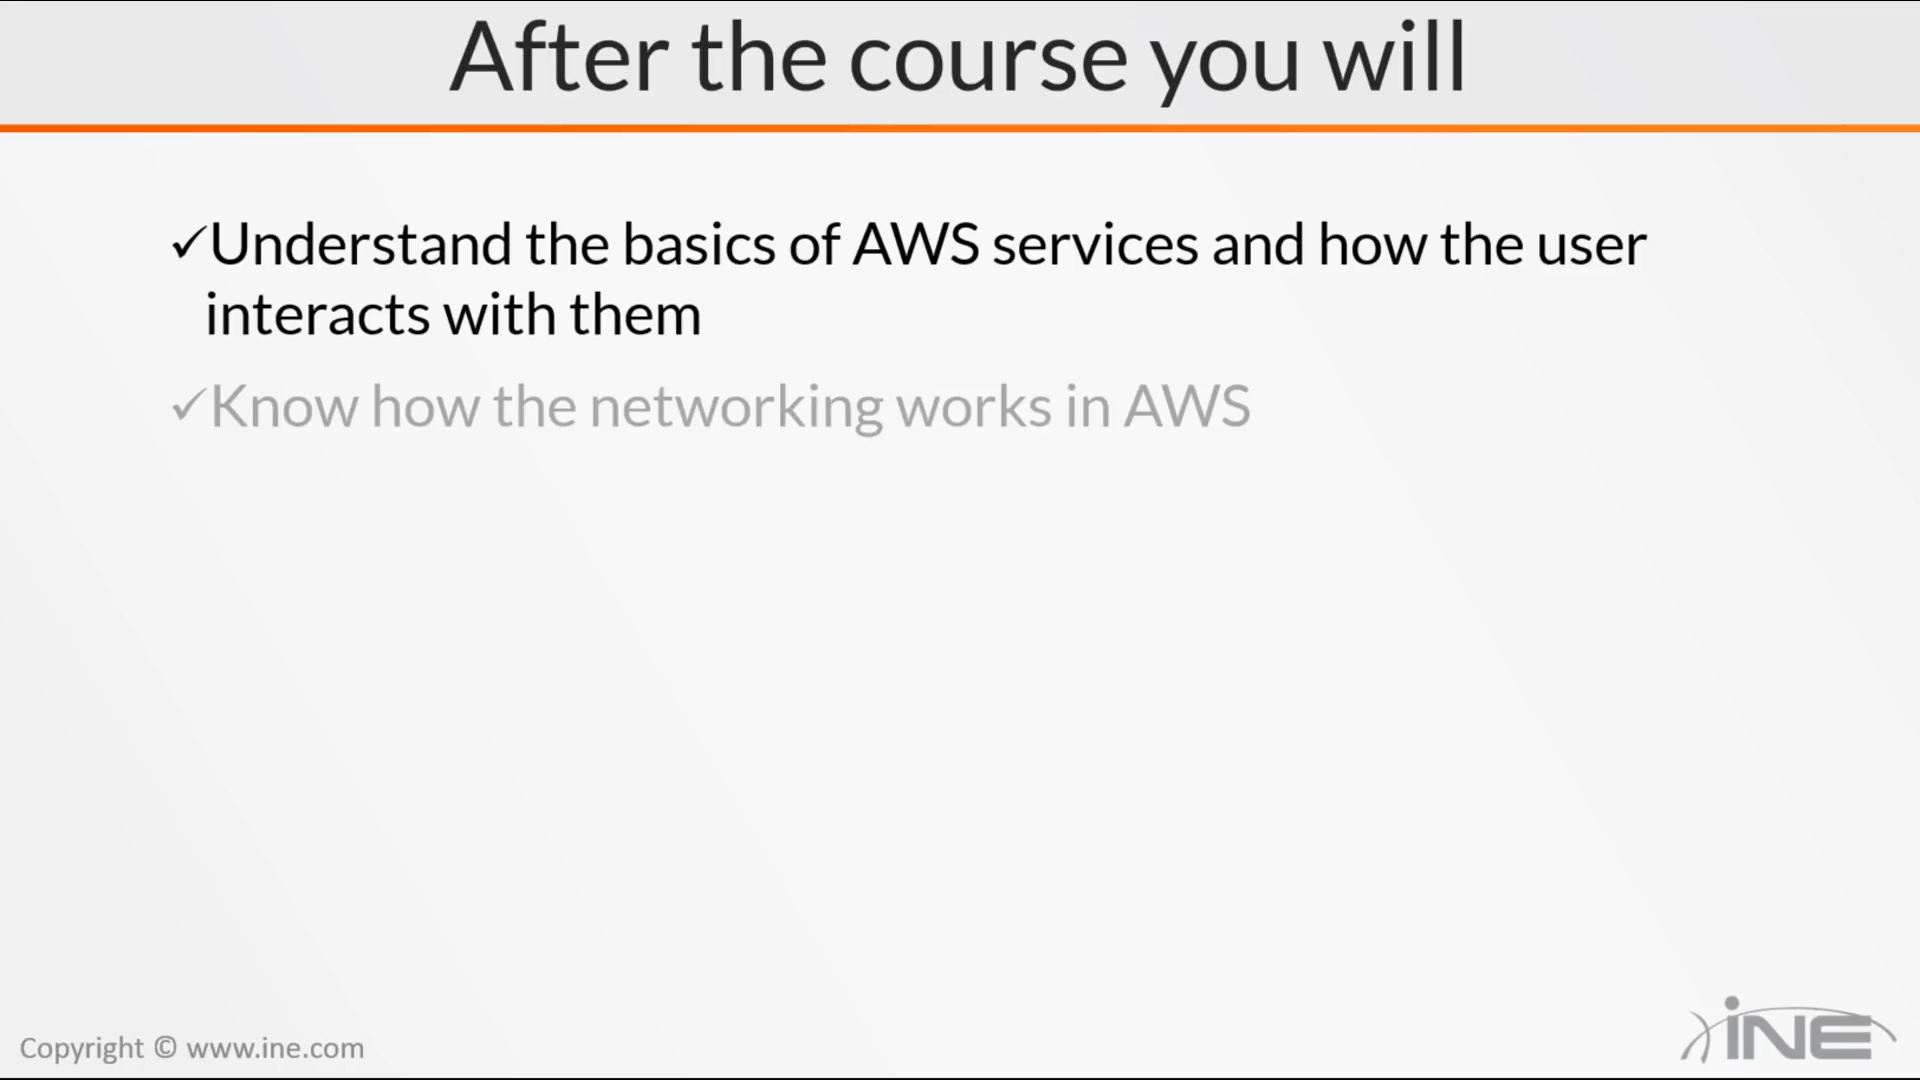 After the course you will
✓Understand the basics of AWS services and how the user
interacts with them
✓Know how the networking works in AWS
Copyright © www.ine.com
iNE